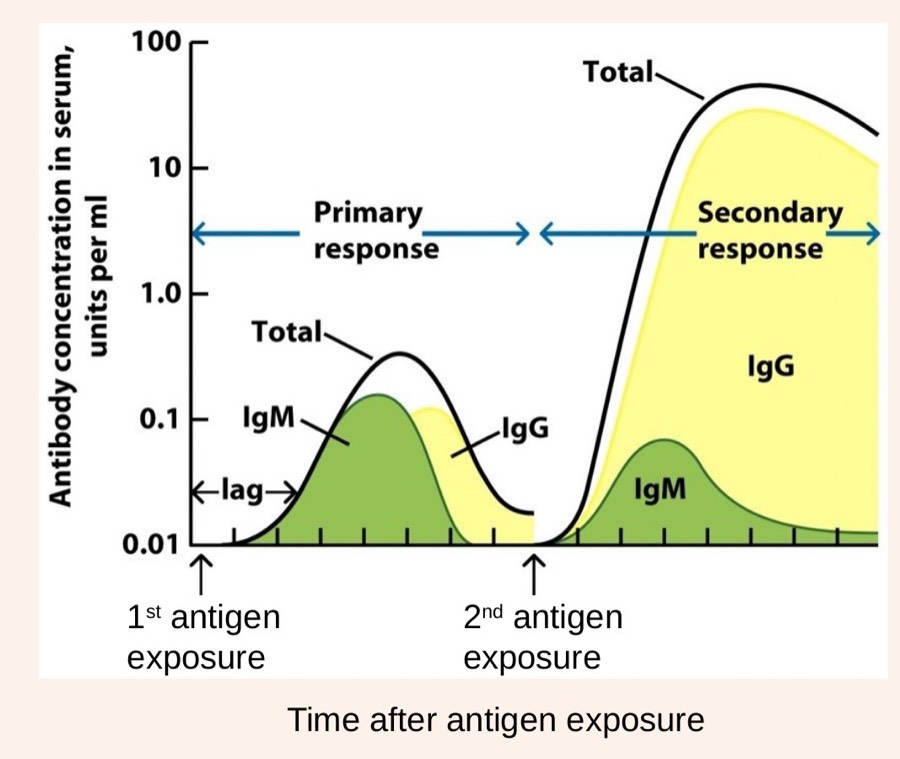 Antibody concentration in serum,
units per ml
100
10
1.0
0.1
0.01
Total
Primary
response
Secondary
response
Total
IgM
IgG
lag
IgG
IgM
1st antigen
exposure
2nd antigen
exposure
Time after antigen exposure